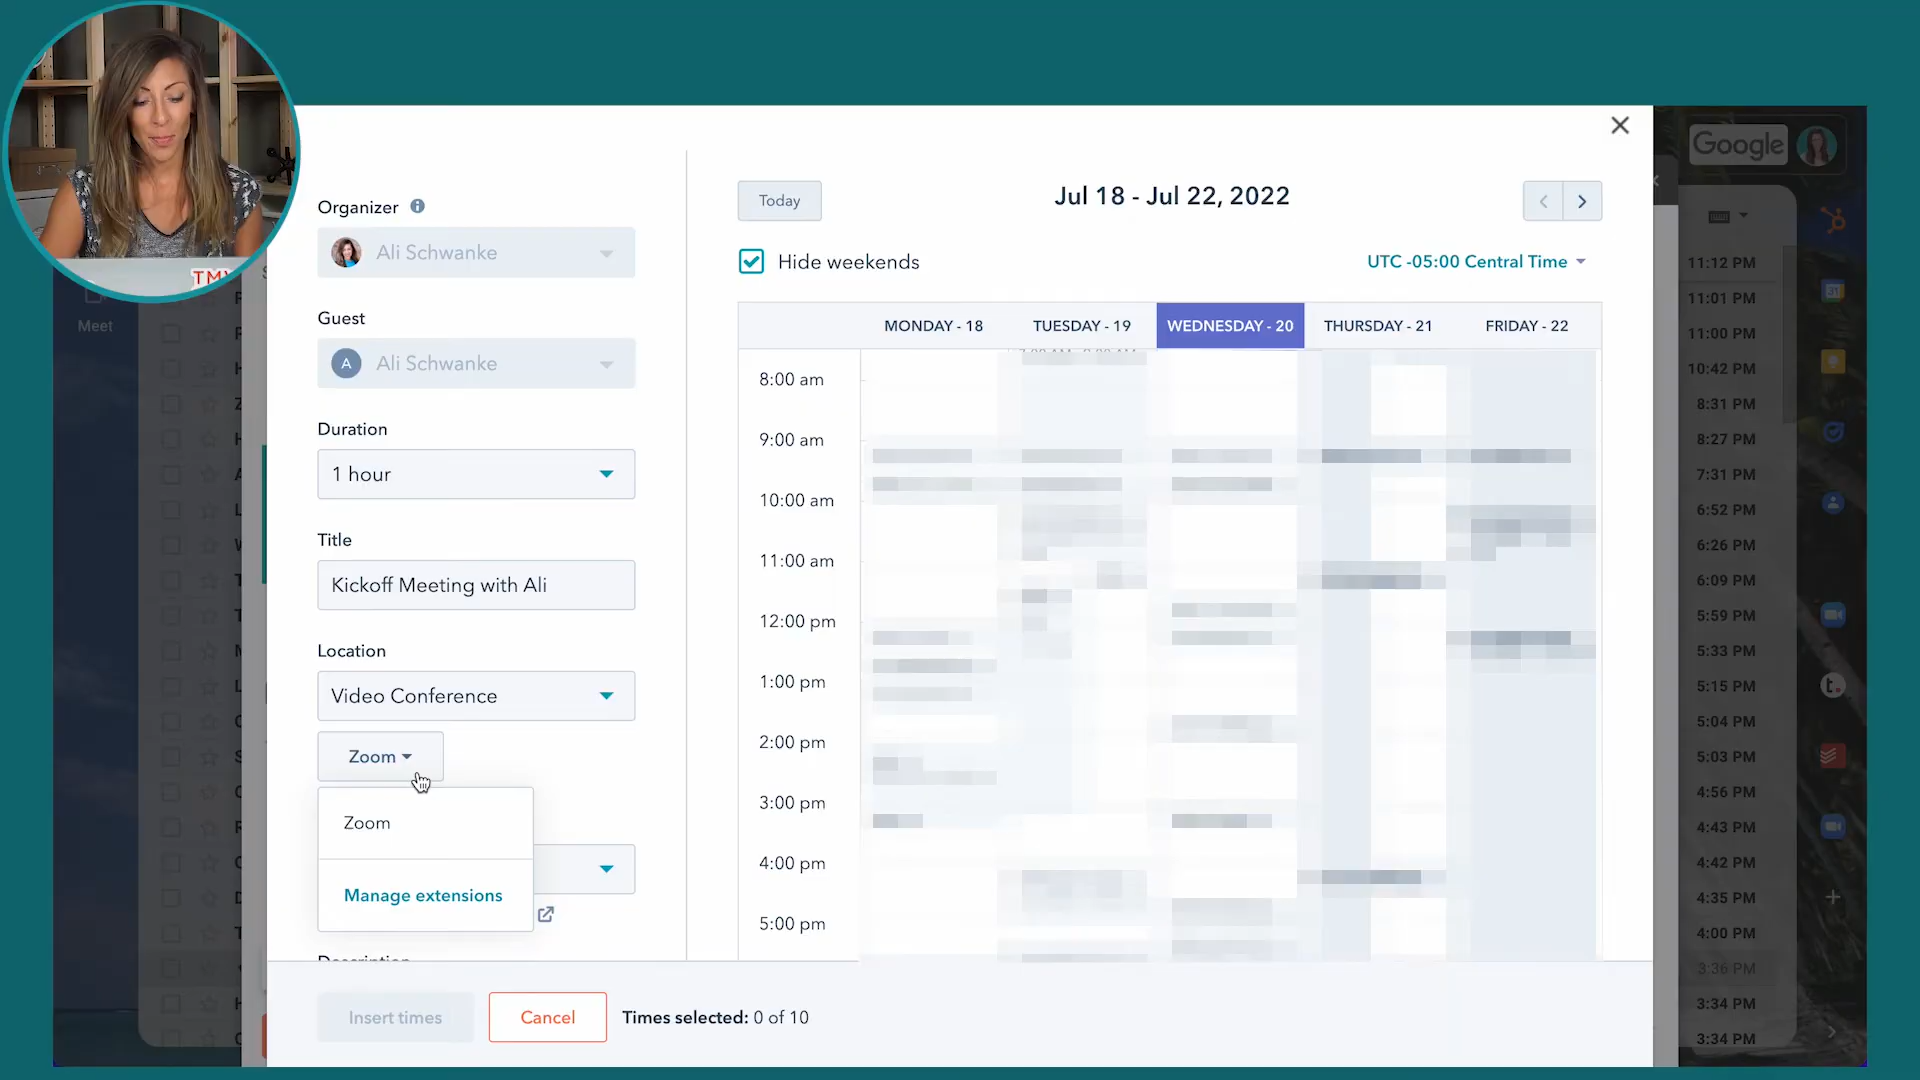 Organizer
Ali Schwanke
Guest
A
Ali Schwanke
Duration
1 hour
Title
Kickoff Meeting with Ali
Location
Video Conference
Zoom
Zoom
Manage extensions
Insert times
Cancel
Times selected: 0 of 10
Today
Jul 18 - Jul 22, 2022
Hide weekends
UTC -05:00 Central Time
MONDAY - 18
TUESDAY - 19
WEDNESDAY - 20
THURSDAY - 21
FRIDAY - 22
8:00 am
9:00 am
10:00 am
11:00 am
12:00 pm
1:00 pm
2:00 pm
3:00 pm
4:00 pm
5:00 pm
Meet
Google
11:12 PM
11:01 PM
11:00 PM
10:42 PM
8:31 PM
8:27 PM
7:31 PM
6:52 PM
6:26 PM
6:09 PM
5:59 PM
5:33 PM
5:15 PM
5:04 PM
5:03 PM
4:56 PM
4:43 PM
4:42 PM
4:35 PM
4:00 PM
3:36 PM
3:34 PM
3:34 PM
31
t.